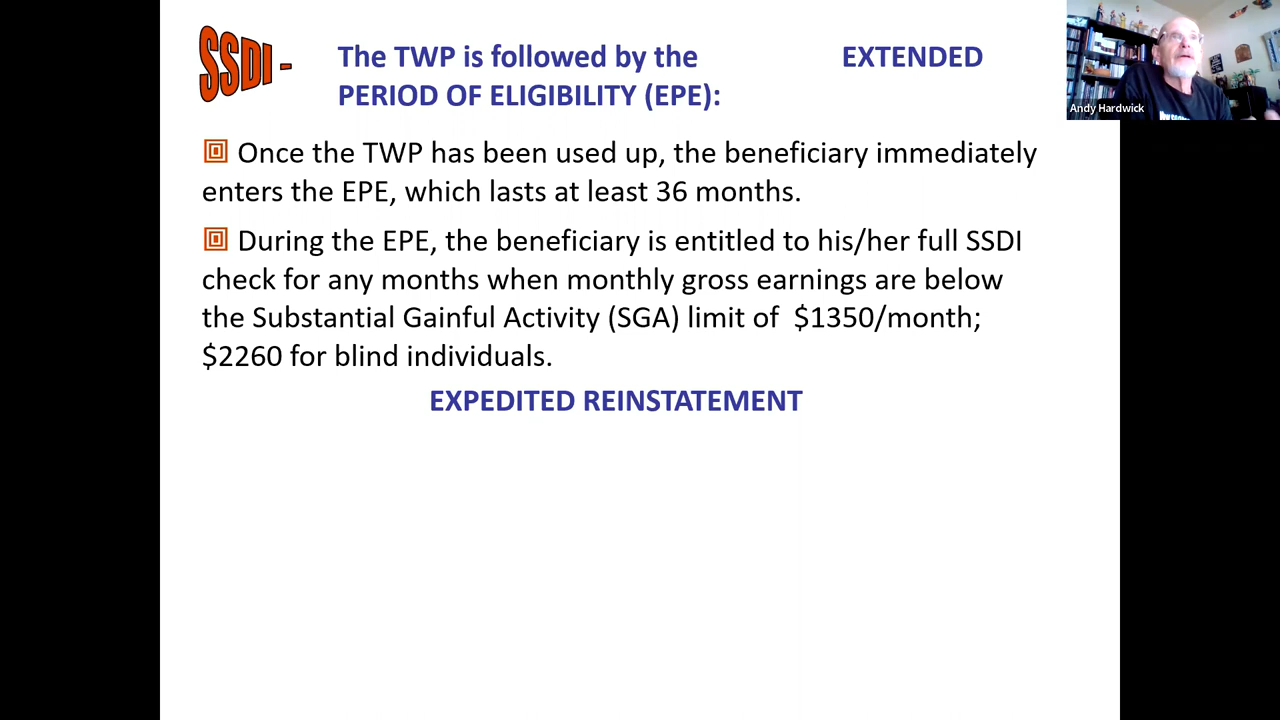 SSDI - The TWP is followed by the EXTENDED
PERIOD OF ELIGIBILITY (EPE):
Once the TWP has been used up, the beneficiary immediately
enters the EPE, which lasts at least 36 months.
During the EPE, the beneficiary is entitled to his/her full SSDI
check for any months when monthly gross earnings are below
the Substantial Gainful Activity (SGA) limit of $1350/month;
$2260 for blind individuals.
EXPEDITED REINSTATEMENT
Andy Hardwick